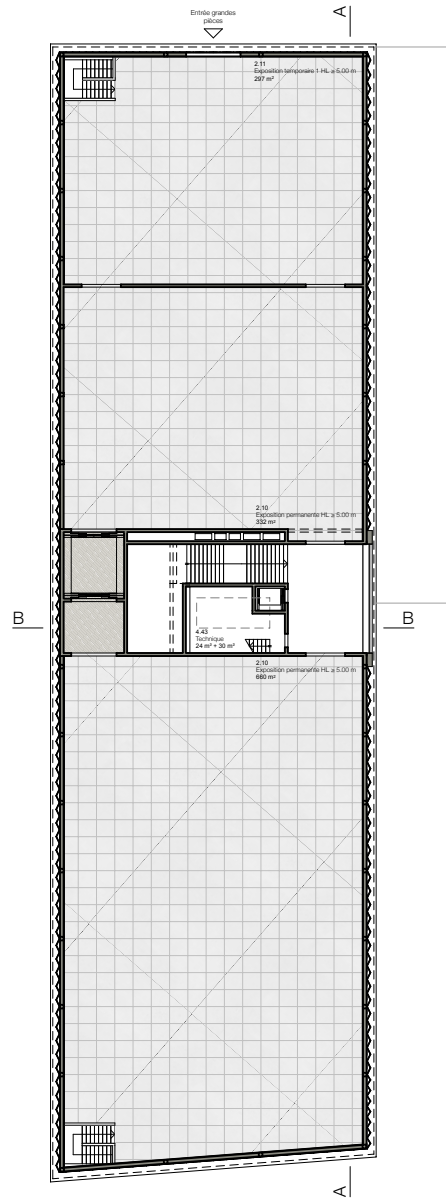 Entrée grandes
pièces
A
2.11
Exposition temporaire 1 HL ≥ 5.00 m
297 m²
2.10
Exposition permanente HL ≥ 5.00 m
332 m²
B
B
4.43
Technique
24 m² + 30 m²
2.10
Exposition permanente HL ≥ 5.00 m
660 m²
A